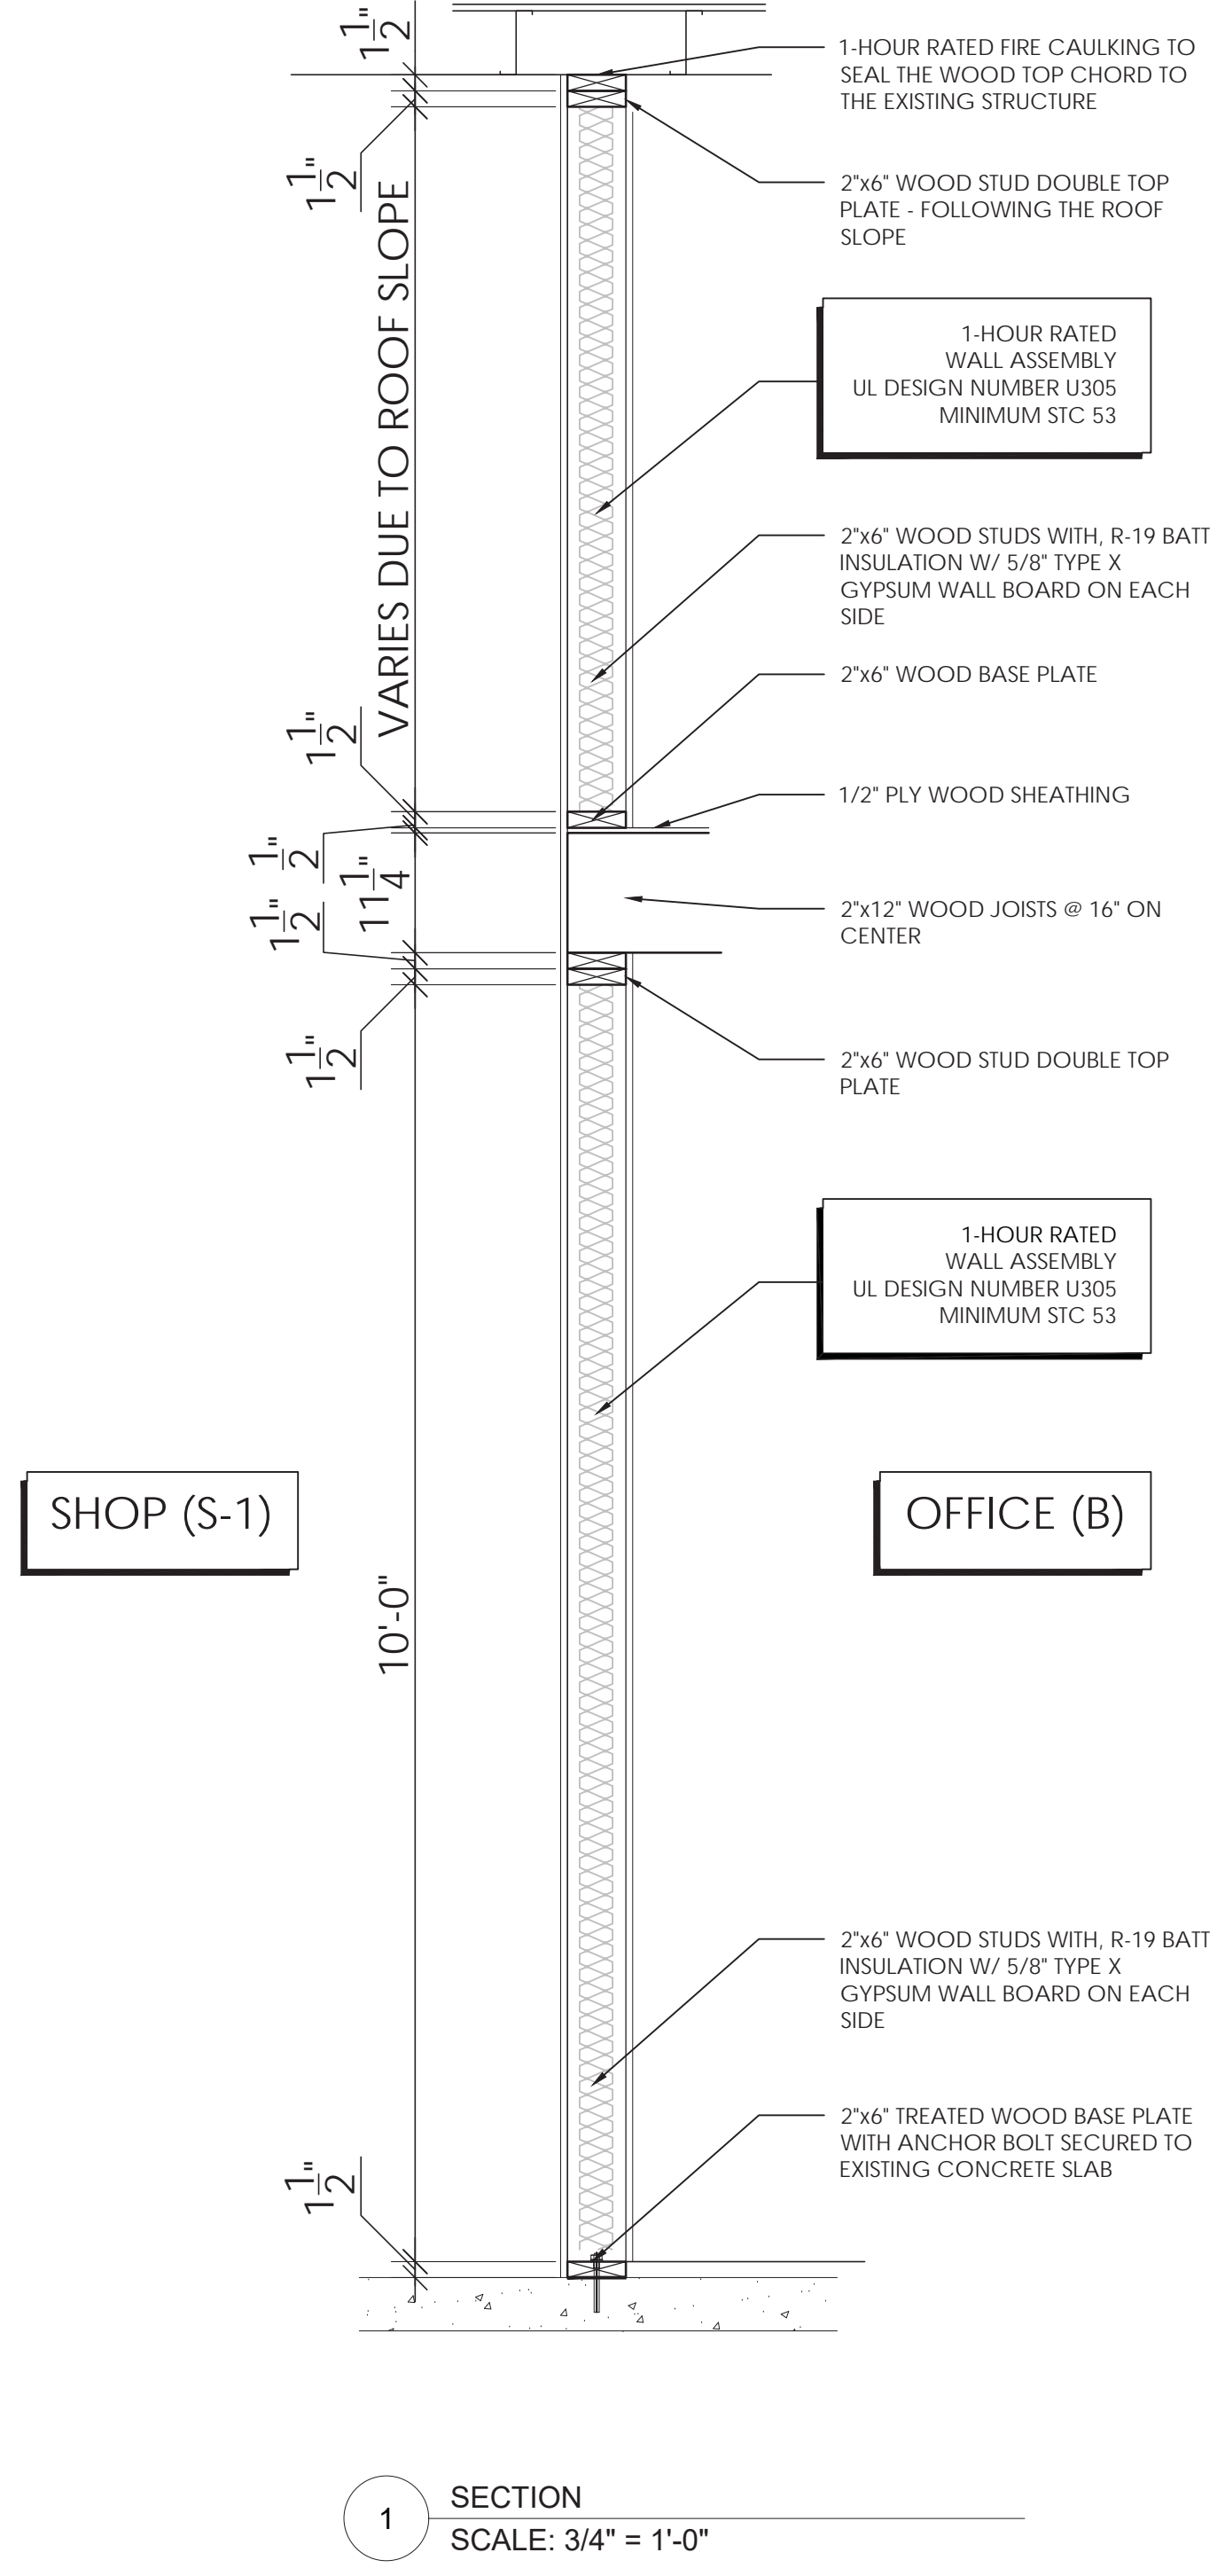 1 1/2"
1-HOUR RATED FIRE CAULKING TO
SEAL THE WOOD TOP CHORD TO
THE EXISTING STRUCTURE
1 1/2"
2"x6" WOOD STUD DOUBLE TOP
PLATE - FOLLOWING THE ROOF
SLOPE
VARIES DUE TO ROOF SLOPE
1-HOUR RATED
WALL ASSEMBLY
UL DESIGN NUMBER U305
MINIMUM STC 53
2"x6" WOOD STUDS WITH, R-19 BATT
INSULATION W/ 5/8" TYPE X
GYPSUM WALL BOARD ON EACH
SIDE
2"x6" WOOD BASE PLATE
1 1/2"
1/2" PLY WOOD SHEATHING
1/2"
11 1/4"
1 1/2"
2"x12" WOOD JOISTS @ 16" ON
CENTER
1 1/2"
2"x6" WOOD STUD DOUBLE TOP
PLATE
1-HOUR RATED
WALL ASSEMBLY
UL DESIGN NUMBER U305
MINIMUM STC 53
SHOP (S-1)
OFFICE (B)
10'-0"
2"x6" WOOD STUDS WITH, R-19 BATT
INSULATION W/ 5/8" TYPE X
GYPSUM WALL BOARD ON EACH
SIDE
2"x6" TREATED WOOD BASE PLATE
WITH ANCHOR BOLT SECURED TO
EXISTING CONCRETE SLAB
1 1/2"
1
SECTION
SCALE: 3/4" = 1'-0"